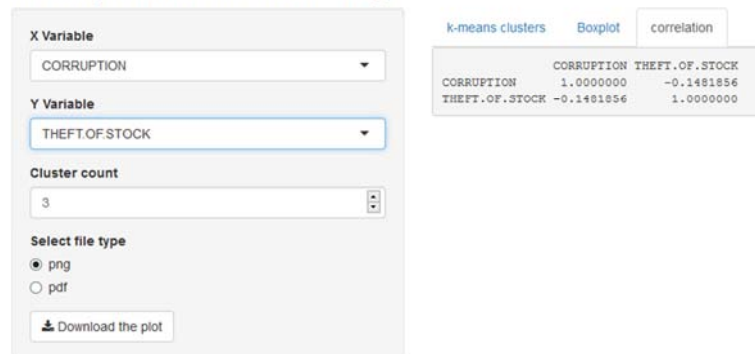 X Variable
CORRUPTION
Y Variable
THEFT.OF.STOCK
Cluster count
3
Select file type
png
pdf
Download the plot
k-means clusters Boxplot correlation
CORRUPTION THEFT.OF.STOCK
CORRUPTION 1.0000000 -0.1481856
THEFT.OF.STOCK -0.1481856 1.0000000